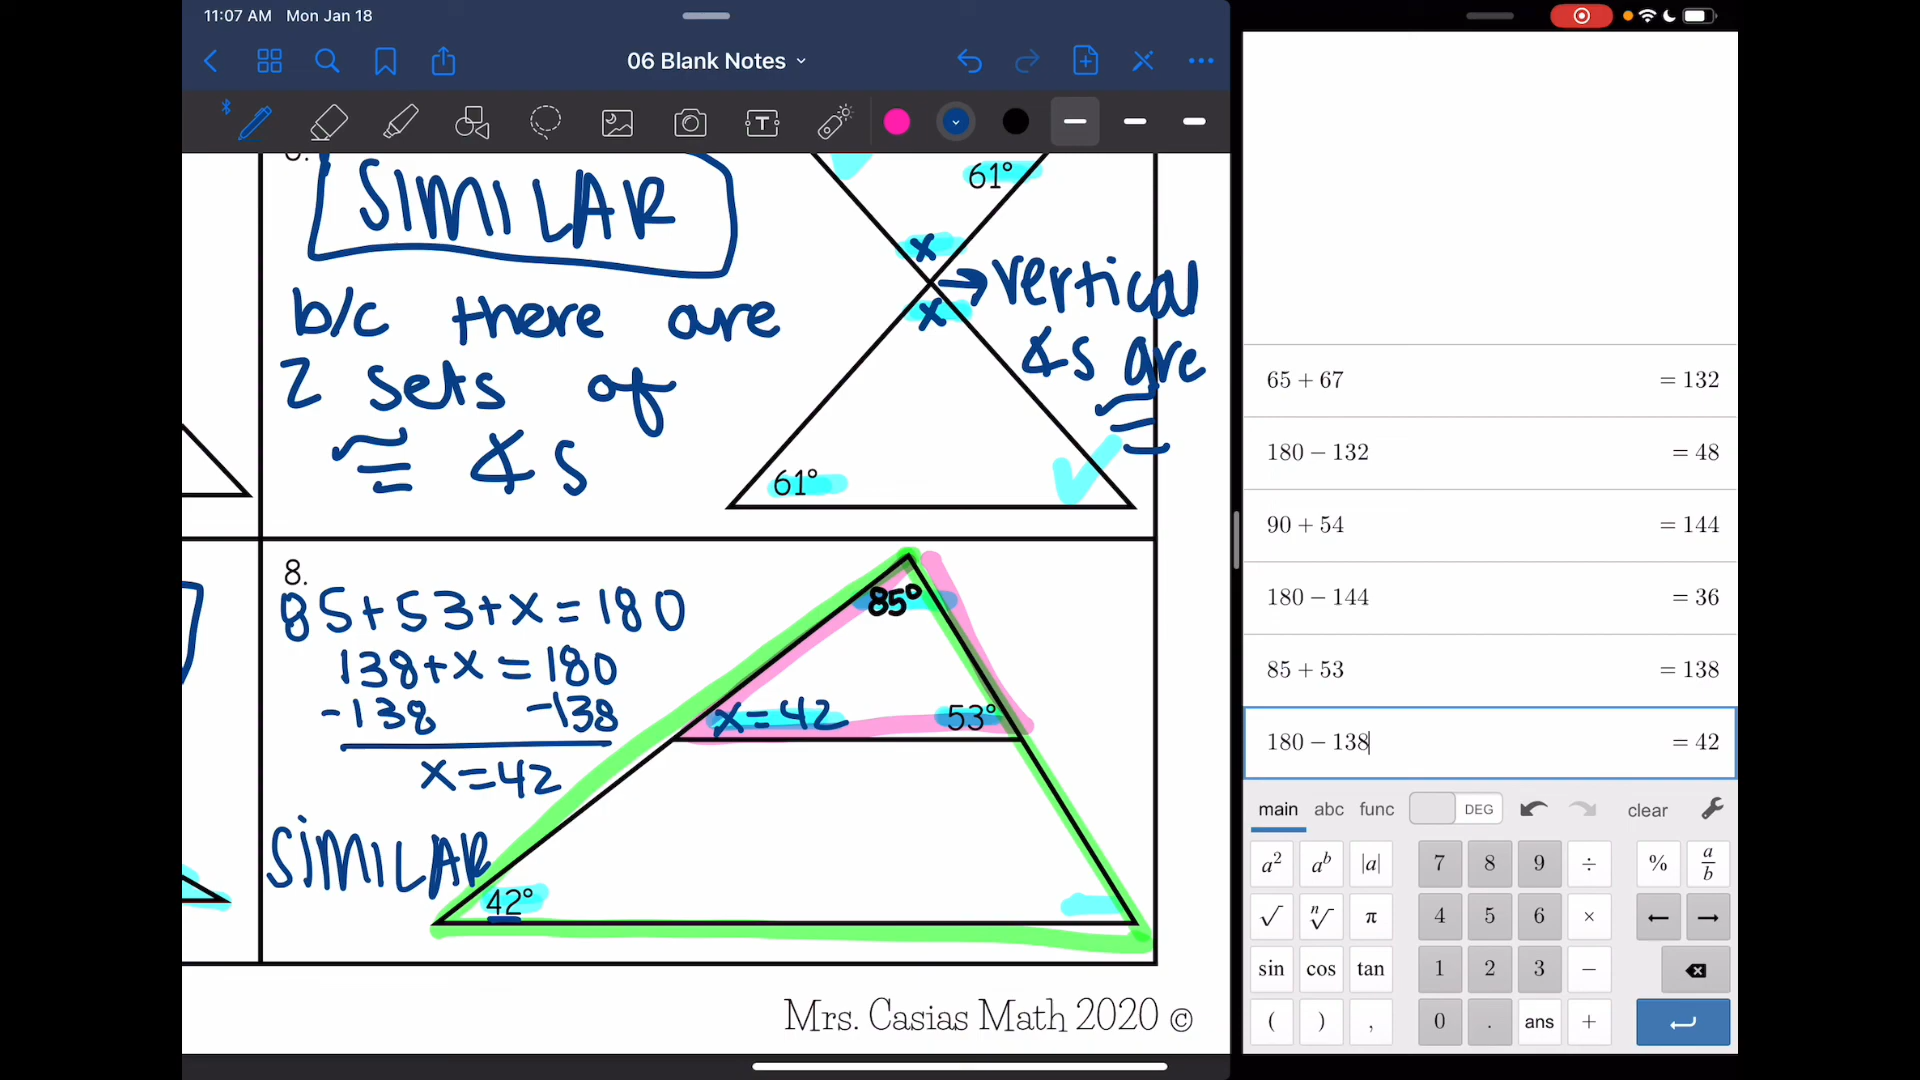 11:07 AM Mon Jan 18
06 Blank Notes
SIMILAR
61°
x
x
→ vertical
∡s are
≅
b/c there are
2 sets of
≅ ∡s
61°
8.
85+53+x=180
138+x=180
-138 -138
x=42
SIMILAR
85°
x=42
53°
42°
Mrs. Casias Math 2020 ©
65 + 67 = 132
180 − 132 = 48
90 + 54 = 144
180 − 144 = 36
85 + 53 = 138
180 − 138 = 42
main abc func DEG clear
a² aᵇ |a| 7 8 9 ÷ % a/b
√ ⁿ√ π 4 5 6 × ← →
sin cos tan 1 2 3 −
( ) , 0 . ans +